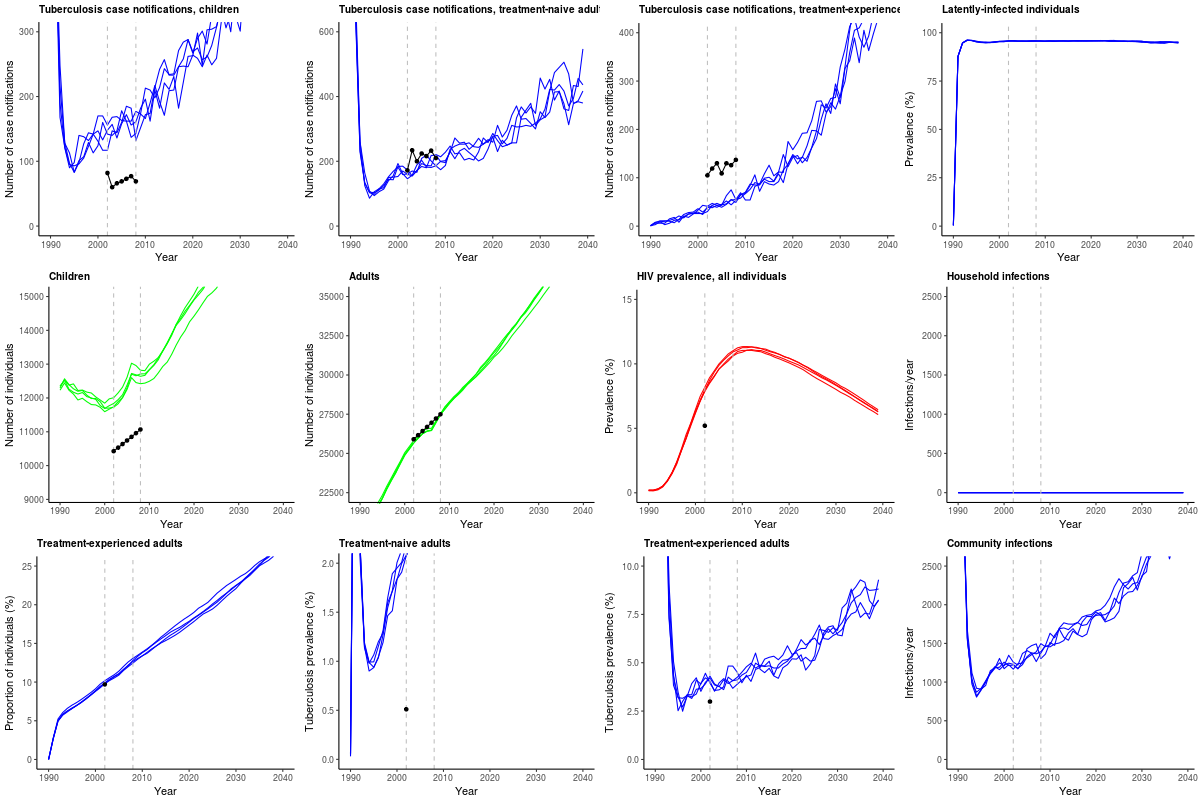 Tuberculosis case notifications, children
Number of case notifications
300
200
100
0
1990 2000 2010 2020 2030 2040
Year
Tuberculosis case notifications, treatment-naive adul
Number of case notifications
600
400
200
0
1990 2000 2010 2020 2030 2040
Year
Tuberculosis case notifications, treatment-experience
Number of case notifications
400
300
200
100
0
1990 2000 2010 2020 2030 2040
Year
Latently-infected individuals
Prevalence (%)
100
75
50
25
0
1990 2000 2010 2020 2030 2040
Year
Children
Number of individuals
15000
14000
13000
12000
11000
10000
9000
1990 2000 2010 2020 2030 2040
Year
Adults
Number of individuals
35000
32500
30000
27500
25000
22500
1990 2000 2010 2020 2030 2040
Year
HIV prevalence, all individuals
Prevalence (%)
15
10
5
0
1990 2000 2010 2020 2030 2040
Year
Household infections
Infections/year
2500
2000
1500
1000
500
0
1990 2000 2010 2020 2030 2040
Year
Treatment-experienced adults
Proportion of individuals (%)
25
20
15
10
5
0
1990 2000 2010 2020 2030 2040
Year
Treatment-naive adults
Tuberculosis prevalence (%)
2.0
1.5
1.0
0.5
0.0
1990 2000 2010 2020 2030 2040
Year
Treatment-experienced adults
Tuberculosis prevalence (%)
10.0
7.5
5.0
2.5
0.0
1990 2000 2010 2020 2030 2040
Year
Community infections
Infections/year
2500
2000
1500
1000
500
0
1990 2000 2010 2020 2030 2040
Year